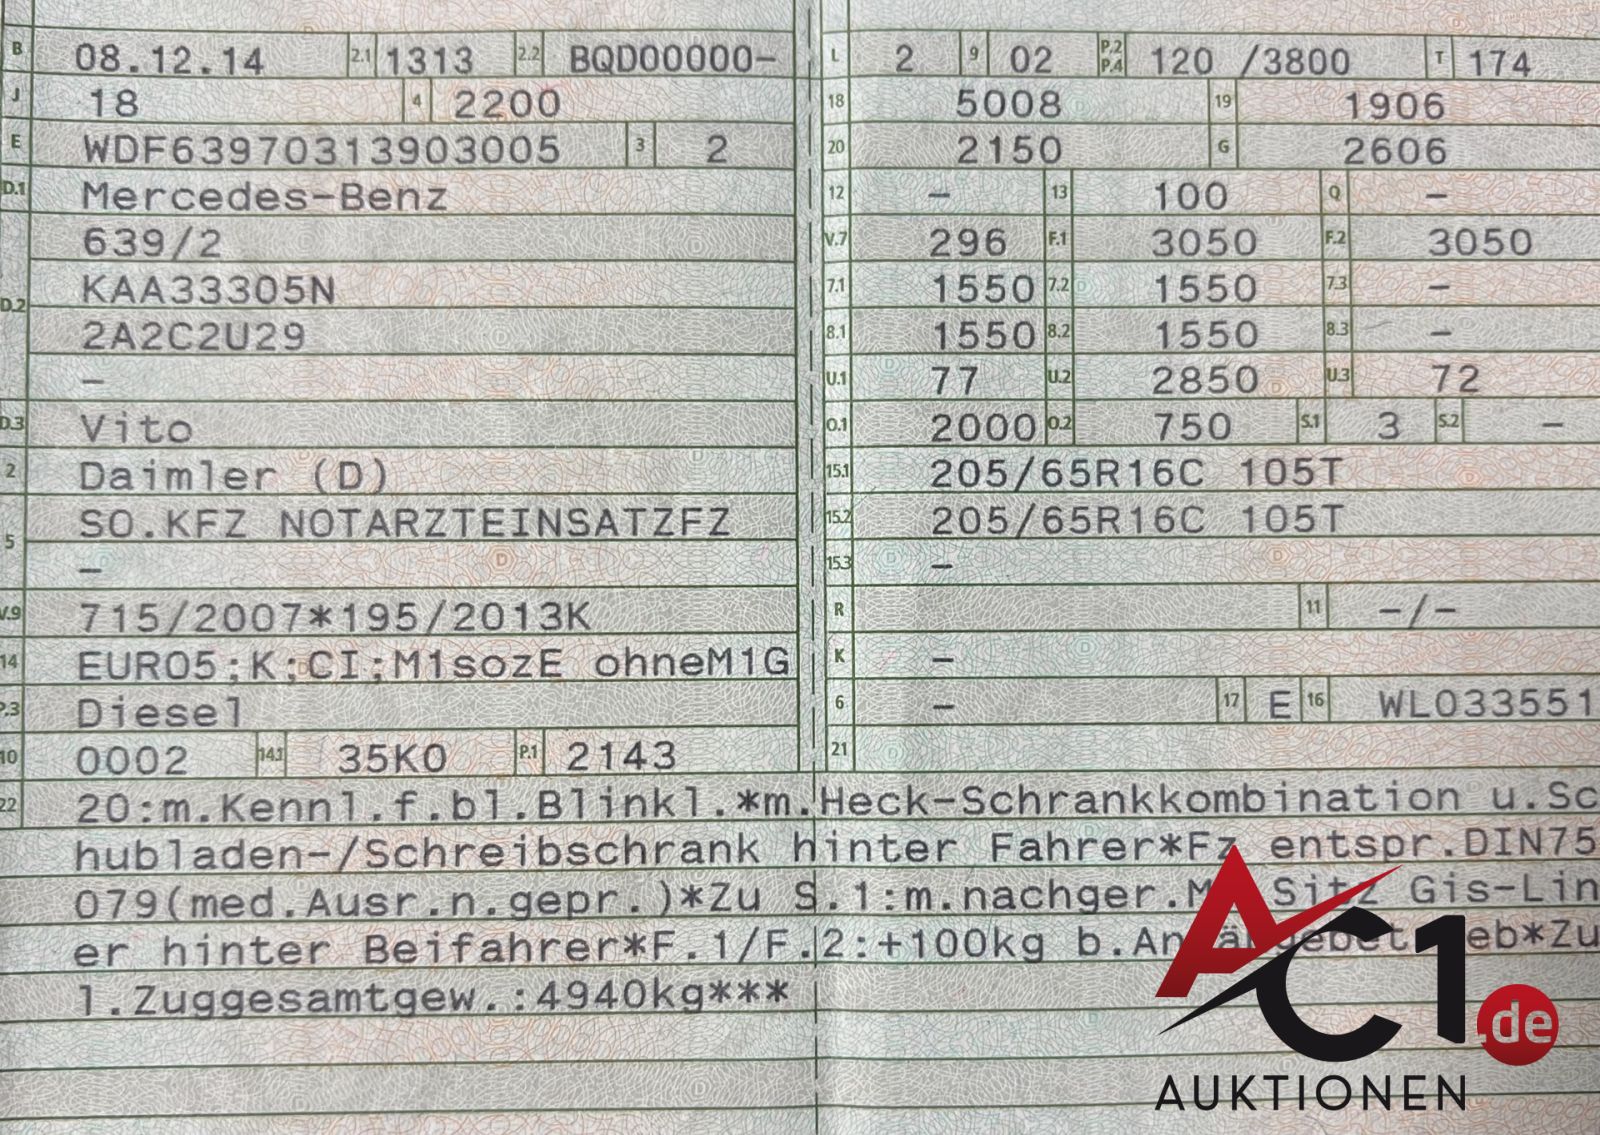 B 08.12.14 2.1 1313 2.2 BQD00000-
J 18 4 2200
E WDF63970313903005 3 2
D.1 Mercedes-Benz
639/2
D.2 KAA33305N
2A2C2U29
–
D.3 Vito
2 Daimler (D)
5 SO.KFZ NOTARZTEINSATZFZ
–
V.9 715/2007*195/2013K
14 EURO5;K;CI;M1sozE ohneM1G
P.3 Diesel
10 0002 14.1 35K0 P.1 2143
L 2 9 02 P.2 P.4 120 /3800 T 174
18 5008 19 1906
20 2150 G 2606
12 – 13 100 Q –
V.7 296 F.1 3050 F.2 3050
7.1 1550 7.2 1550 7.3 –
8.1 1550 8.2 1550 8.3 –
U.1 77 U.2 2850 U.3 72
O.1 2000 O.2 750 S.1 3 S.2 –
15.1 205/65R16C 105T
15.2 205/65R16C 105T
15.3 –
R 11 –/–
K –
6 – 17 E 16 WL033551
21
22 20:m.Kennl.f.bl.Blinkl.*m.Heck-Schrankkombination u.Sc
hubladen-/Schreibschrank hinter Fahrer*Fz entspr.DIN75
079(med.Ausr.n.gepr.)*Zu S.1:m.nachger. Sitz Gis-Lin
er hinter Beifahrer*F.1/F.2:+100kg b. *Zu
l.Zuggesamtgew.:4940kg***
AC1.de
AUKTIONEN